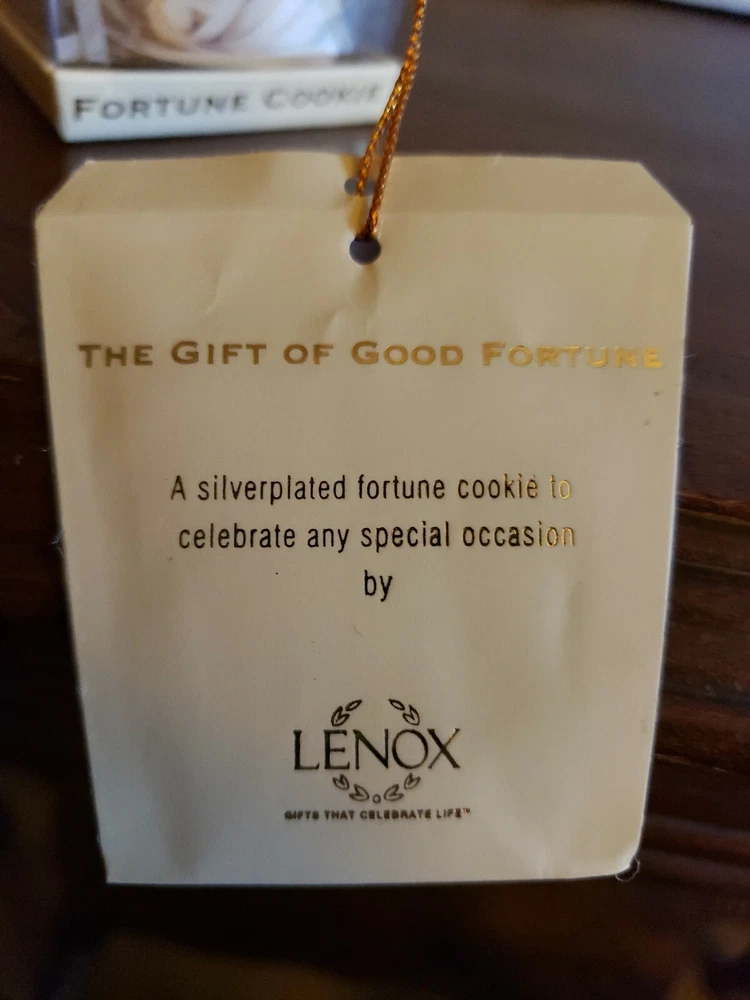 FORTUNE COOKIE
THE GIFT OF GOOD FORTUNE
A silverplated fortune cookie to
celebrate any special occasion
by
LENOX
GIFTS THAT CELEBRATE LIFE™